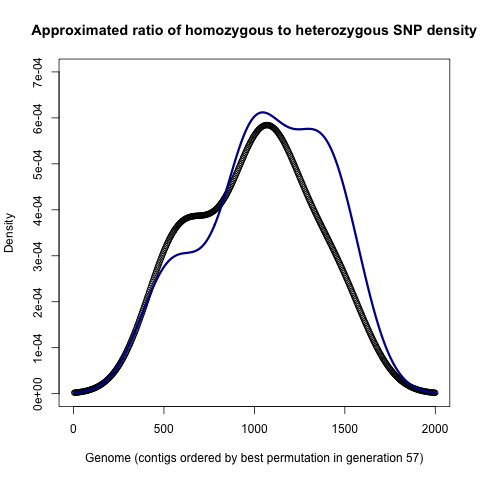 Approximated ratio of homozygous to heterozygous SNP density
7e-04
6e-04
5e-04
4e-04
3e-04
2e-04
1e-04
0e+00
Density
0 500 1000 1500 2000
Genome (contigs ordered by best permutation in generation 57)